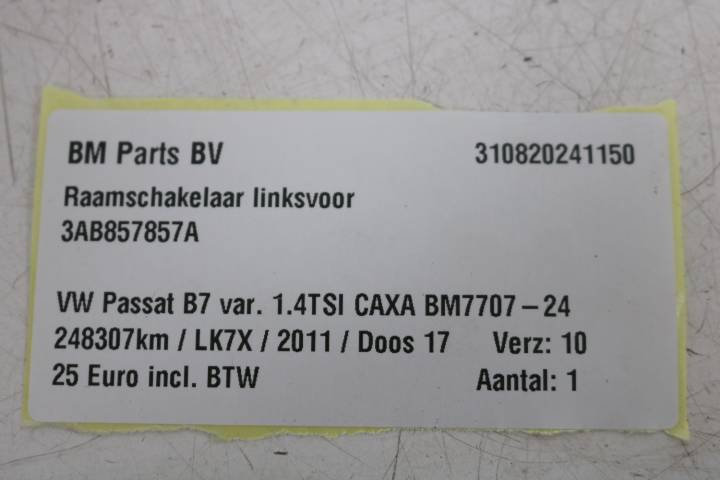 BM Parts BV 310820241150
Raamschakelaar linksvoor
3AB857857A
VW Passat B7 var. 1.4TSI CAXA BM7707-24
248307km / LK7X / 2011 / Doos 17 Verz: 10
25 Euro incl. BTW Aantal: 1